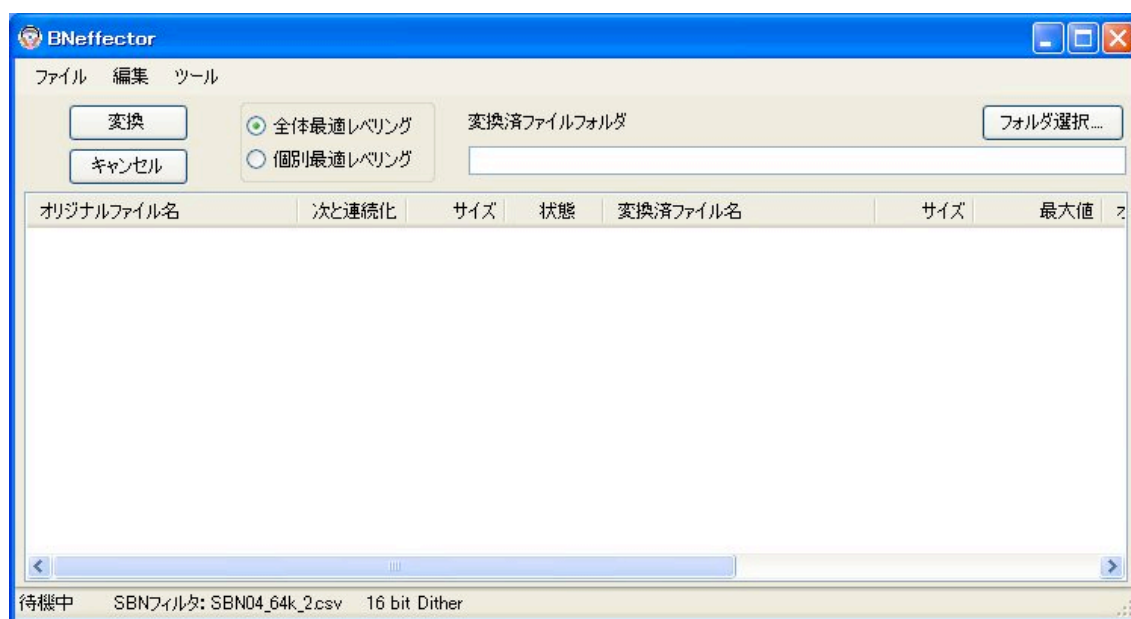 BNeffector
ファイル 編集 ツール
変換 全体最適レベリング 変換済ファイルフォルダ フォルダ選択...
キャンセル 個別最適レベリング
オリジナルファイル名 次と連続化 サイズ 状態 変換済ファイル名 サイズ 最大値
待機中 SBNフィルタ: SBN04_64k_2.csv 16 bit Dither